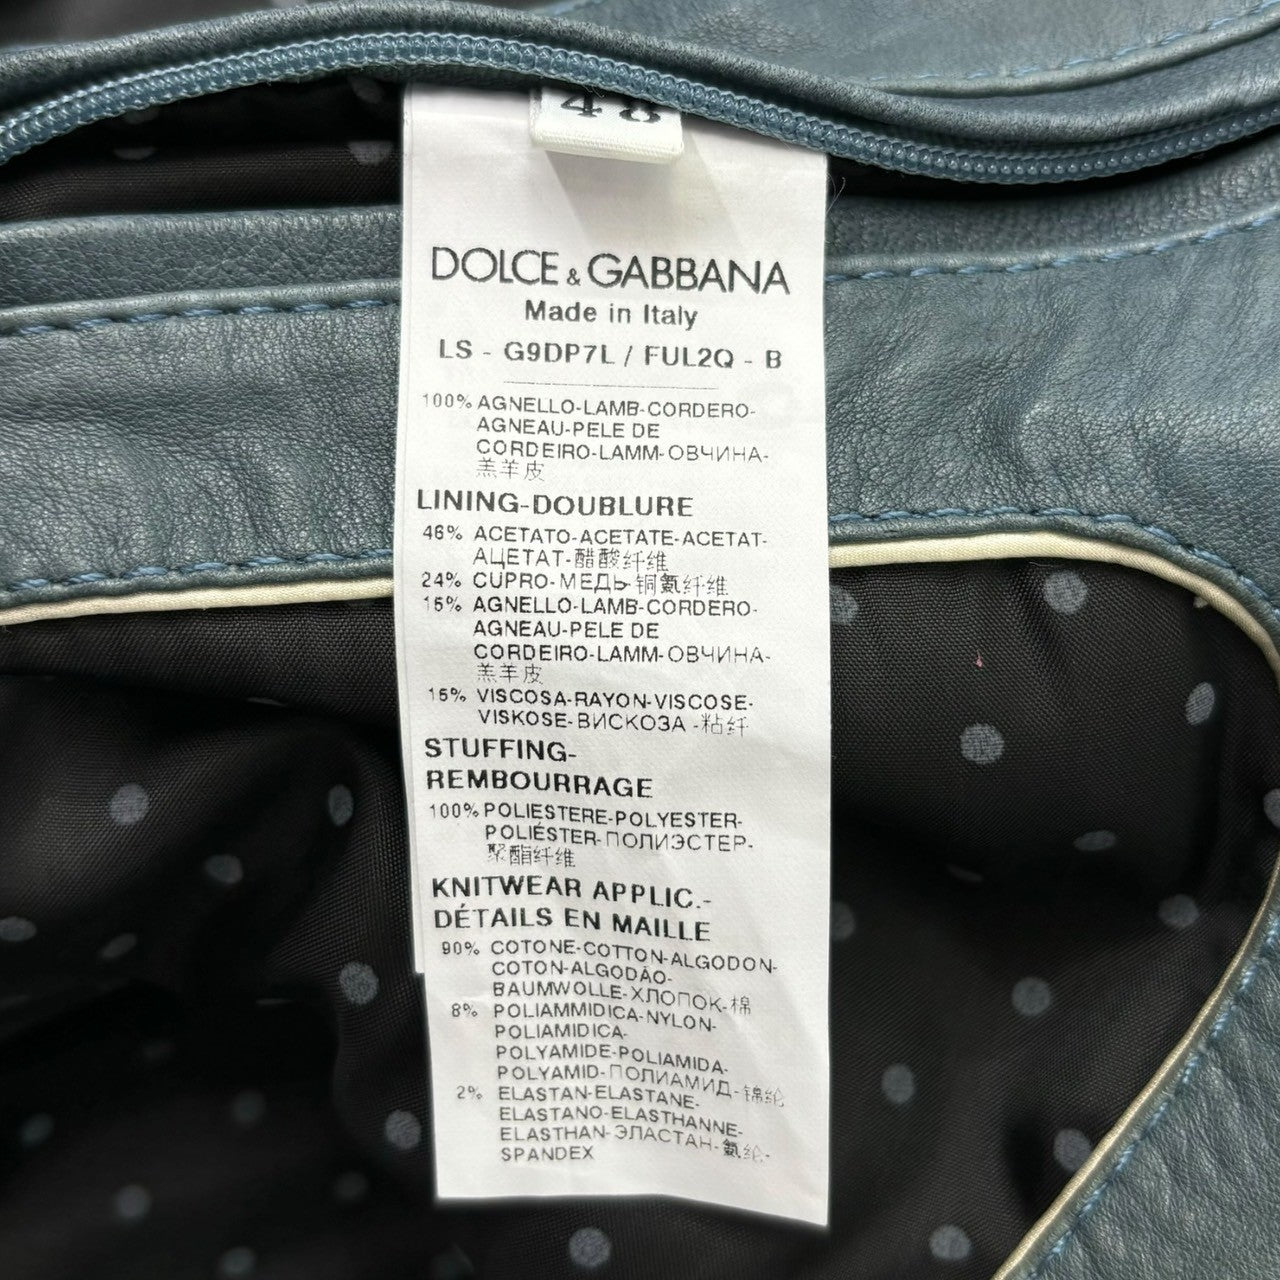 48
DOLCE & GABBANA
Made in Italy
LS - G9DP7L / FUL2Q - B
100% AGNELLO-LAMB-CORDERO-
AGNEAU-PELE DE
CORDEIRO-LAMM-ОВЧИНА-
羔羊皮
LINING-DOUBLURE
46% ACETATO-ACETATE-ACETAT-
АЦЕТАТ-醋酸纤维
24% CUPRO-МЕДЬ-铜氨纤维
15% AGNELLO-LAMB-CORDERO-
AGNEAU-PELE DE
CORDEIRO-LAMM-ОВЧИНА-
羔羊皮
15% VISCOSA-RAYON-VISCOSE-
VISKOSE-ВИСКОЗА -粘纤
STUFFING-
REMBOURRAGE
100% POLIESTERE-POLYESTER-
POLIÉSTER-ПОЛИЭСТЕР-
聚酯纤维
KNITWEAR APPLIC.-
DÉTAILS EN MAILLE
90% COTONE-COTTON-ALGODON-
COTON-ALGODÃO-
BAUMWOLLE-ХЛОПОК-棉
8% POLIAMMIDICA-NYLON-
POLIAMIDICA-
POLYAMIDE-POLIAMIDA-
POLYAMID-ПОЛИАМИД-锦纶
2% ELASTAN-ELASTANE-
ELASTANO-ELASTHANNE-
ELASTHAN-ЭЛАСТАН-氨纶-
SPANDEX